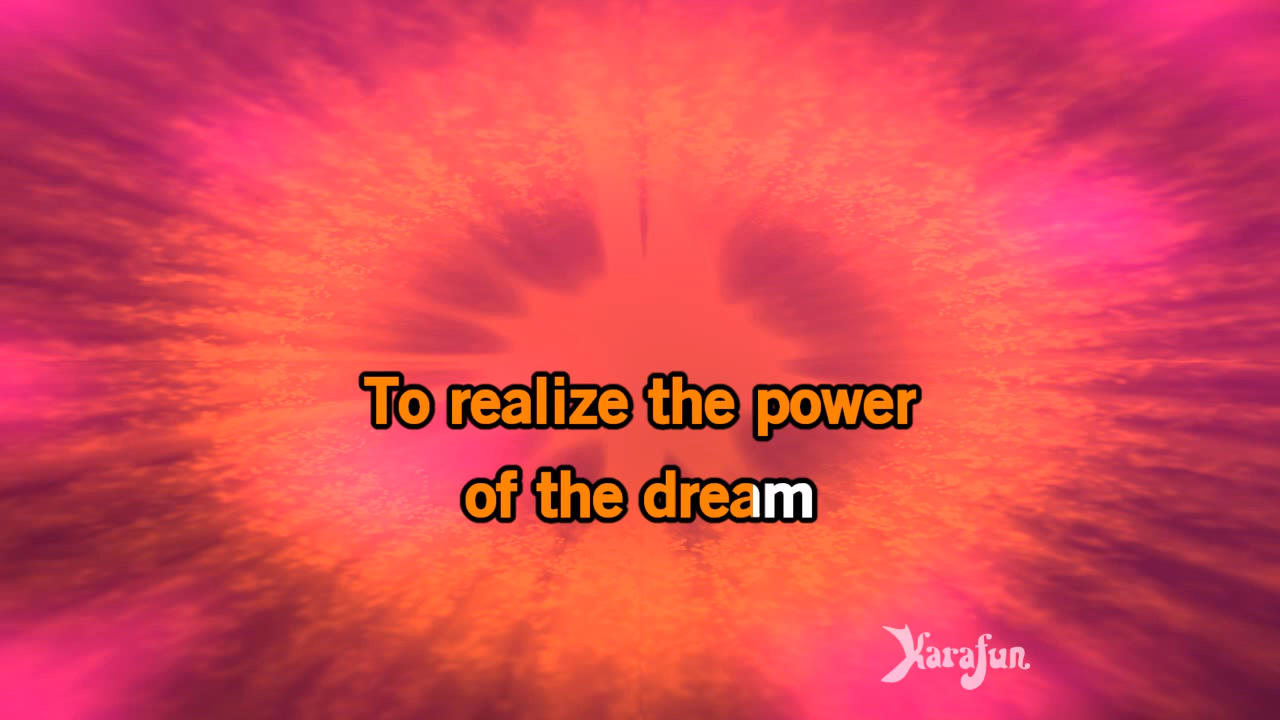 To realize the power
of the dream
Karafun